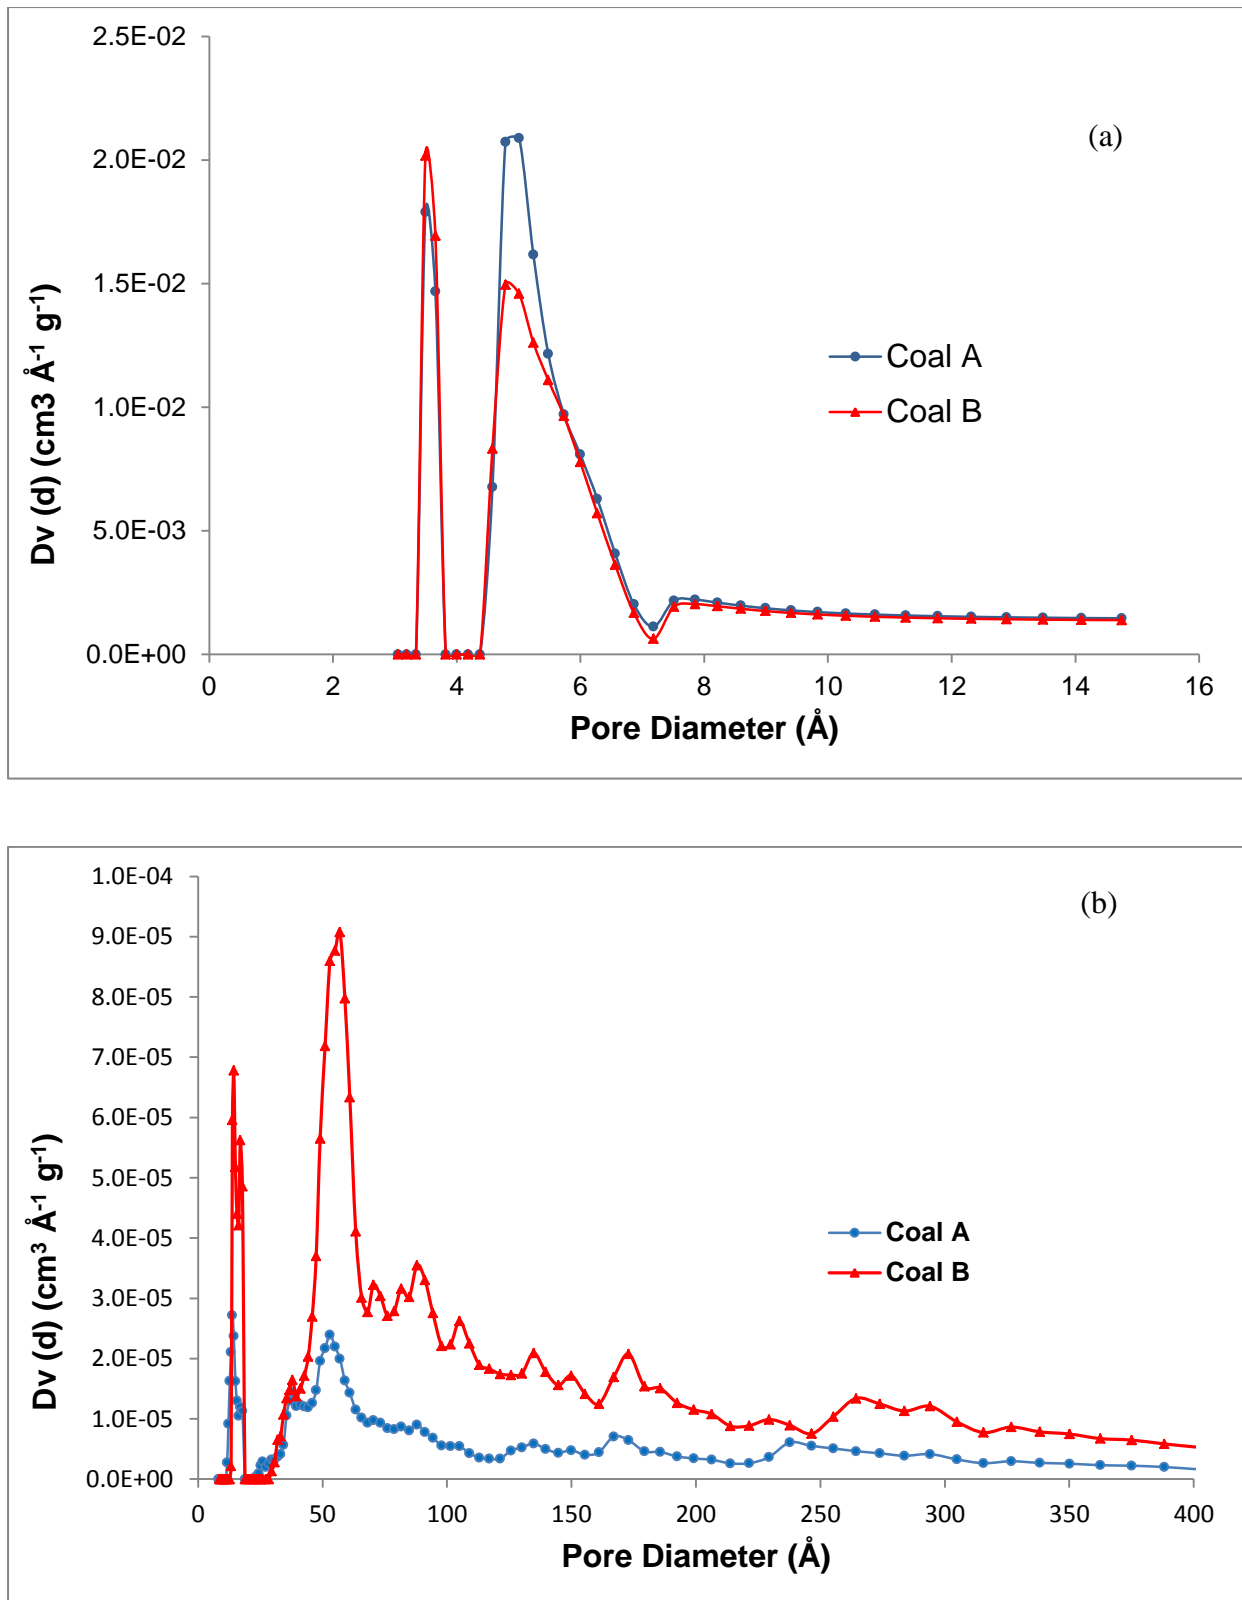 (a)
Dv (d) (cm3 Å⁻¹ g⁻¹)
2.5E-02
2.0E-02
1.5E-02
1.0E-02
5.0E-03
0.0E+00
Coal A
Coal B
0 2 4 6 8 10 12 14 16
Pore Diameter (Å)
(b)
Dv (d) (cm³ Å⁻¹ g⁻¹)
1.0E-04
9.0E-05
8.0E-05
7.0E-05
6.0E-05
5.0E-05
4.0E-05
3.0E-05
2.0E-05
1.0E-05
0.0E+00
Coal A
Coal B
0 50 100 150 200 250 300 350 400
Pore Diameter (Å)